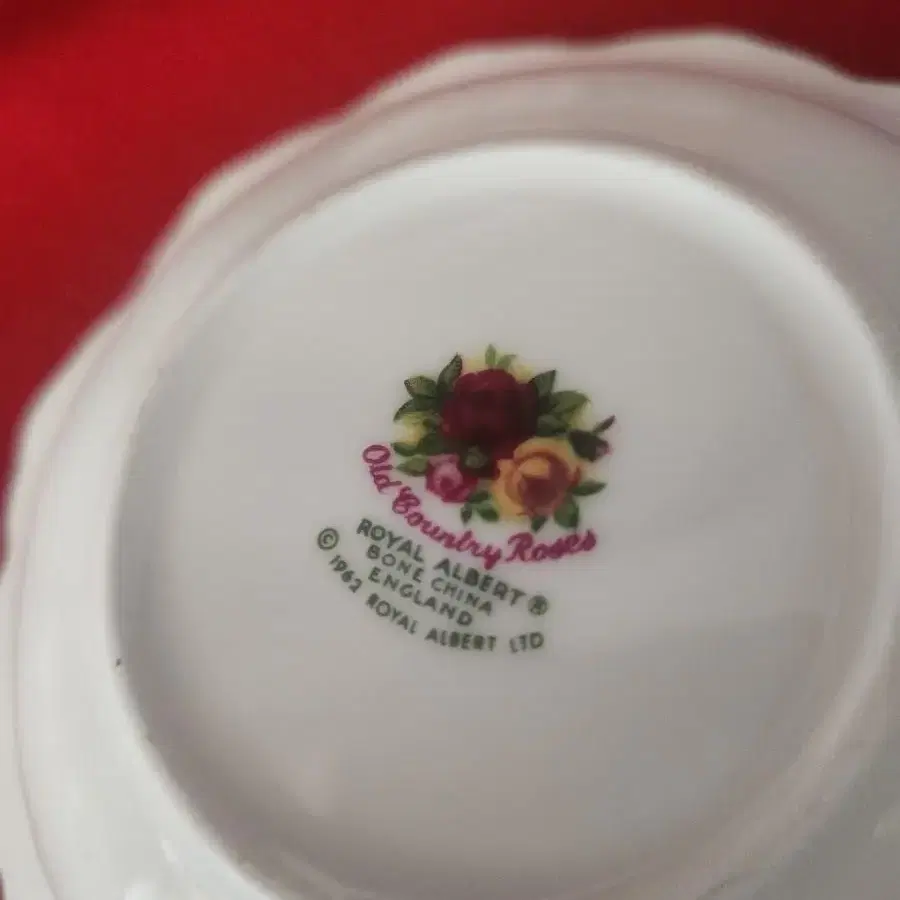 Old Country Roses
ROYAL ALBERT ®
BONE CHINA
ENGLAND
© 1962 ROYAL ALBERT LTD